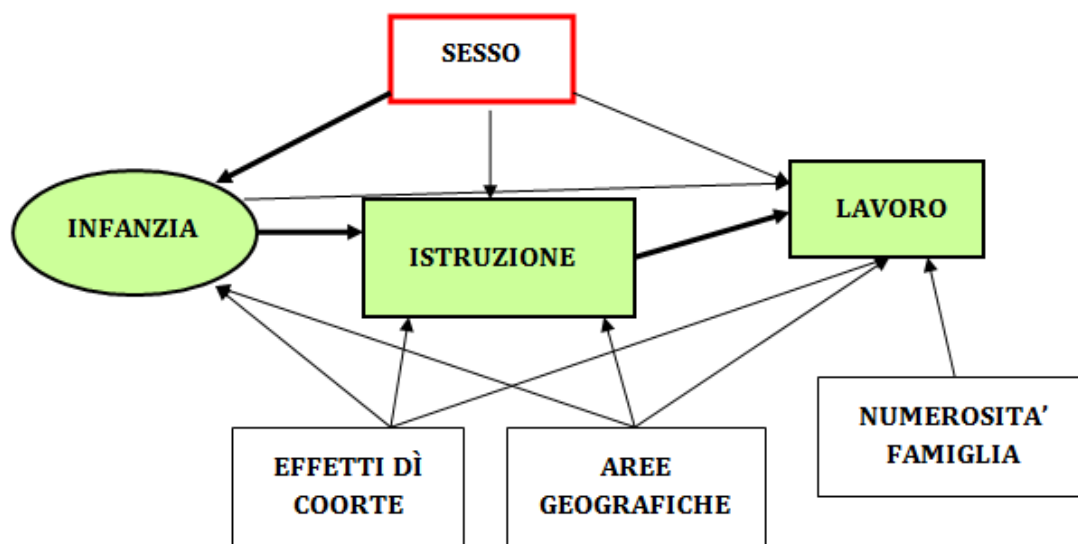 SESSO
INFANZIA
ISTRUZIONE
LAVORO
EFFETTI DÌ
COORTE
AREE
GEOGRAFICHE
NUMEROSITA’
FAMIGLIA